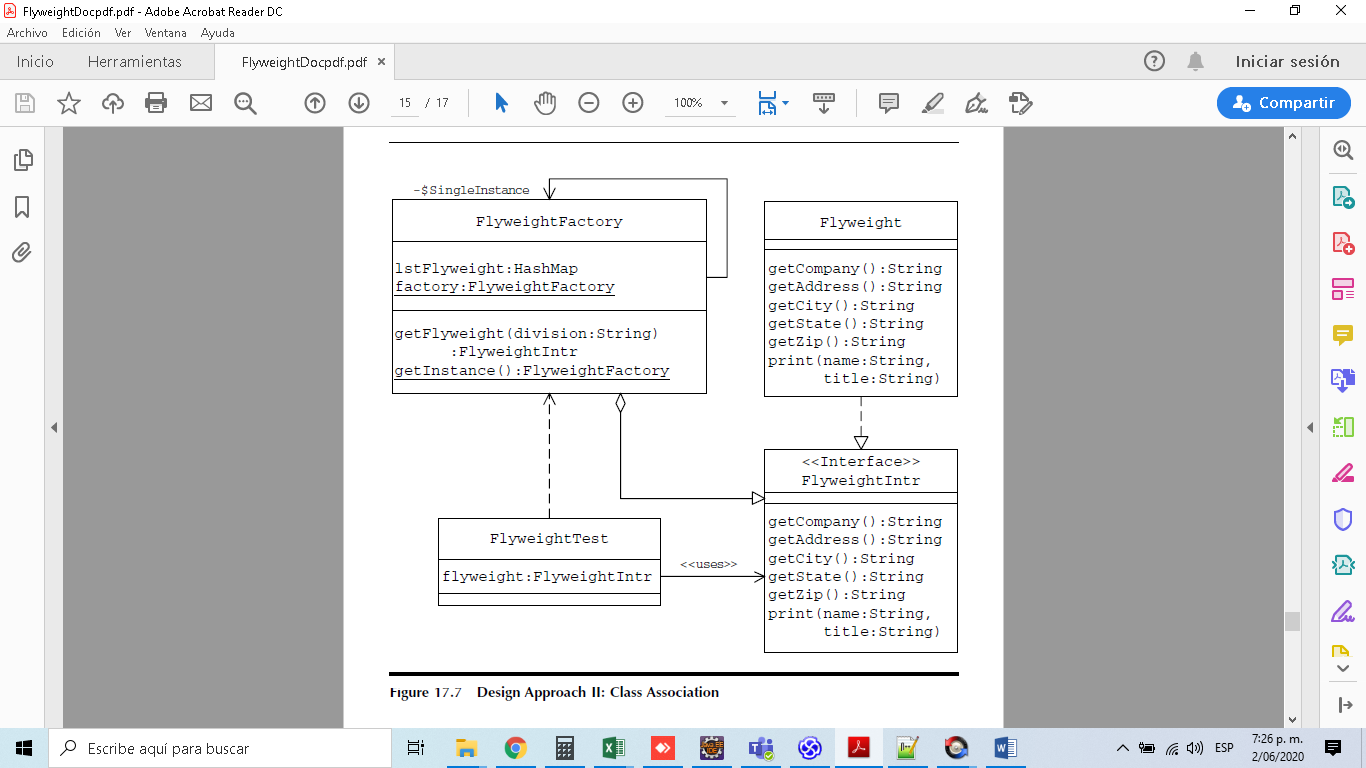 FlyweightDocpdf.pdf - Adobe Acrobat Reader DC
Archivo Edición Ver Ventana Ayuda
Inicio Herramientas FlyweightDocpdf.pdf × Iniciar sesión
15 / 17 100% Compartir
-$SingleInstance
FlyweightFactory
lstFlyweight:HashMap
factory:FlyweightFactory
getFlyweight(division:String)
:FlyweightIntr
getInstance():FlyweightFactory
Flyweight
getCompany():String
getAddress():String
getCity():String
getState():String
getZip():String
print(name:String,
title:String)
<<Interface>>
FlyweightIntr
getCompany():String
getAddress():String
getCity():String
getState():String
getZip():String
print(name:String,
title:String)
FlyweightTest
flyweight:FlyweightIntr
<<uses>>
Figure 17.7 Design Approach II: Class Association
Escribe aquí para buscar
ESP
7:26 p. m.
2/06/2020